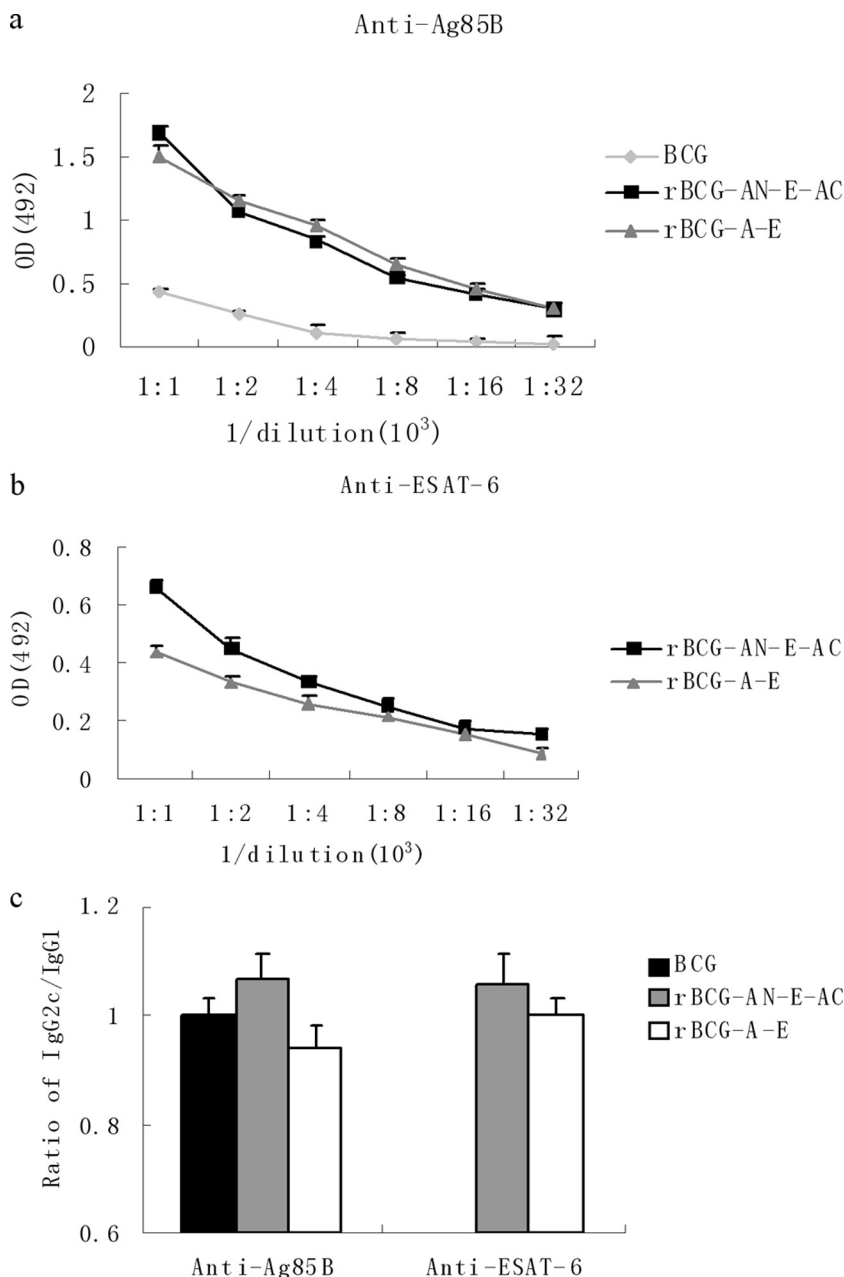 a
Anti-Ag85B
2
1.5
1
0.5
0
OD(492)
1:1 1:2 1:4 1:8 1:16 1:32
1/dilution(10³)
BCG
rBCG-AN-E-AC
rBCG-A-E
b
Anti-ESAT-6
0.8
0.6
0.4
0.2
0
OD(492)
1:1 1:2 1:4 1:8 1:16 1:32
1/dilution(10³)
rBCG-AN-E-AC
rBCG-A-E
c
1.2
1
0.8
0.6
Ratio of IgG2c/IgG1
Anti-Ag85B Anti-ESAT-6
BCG
rBCG-AN-E-AC
rBCG-A-E